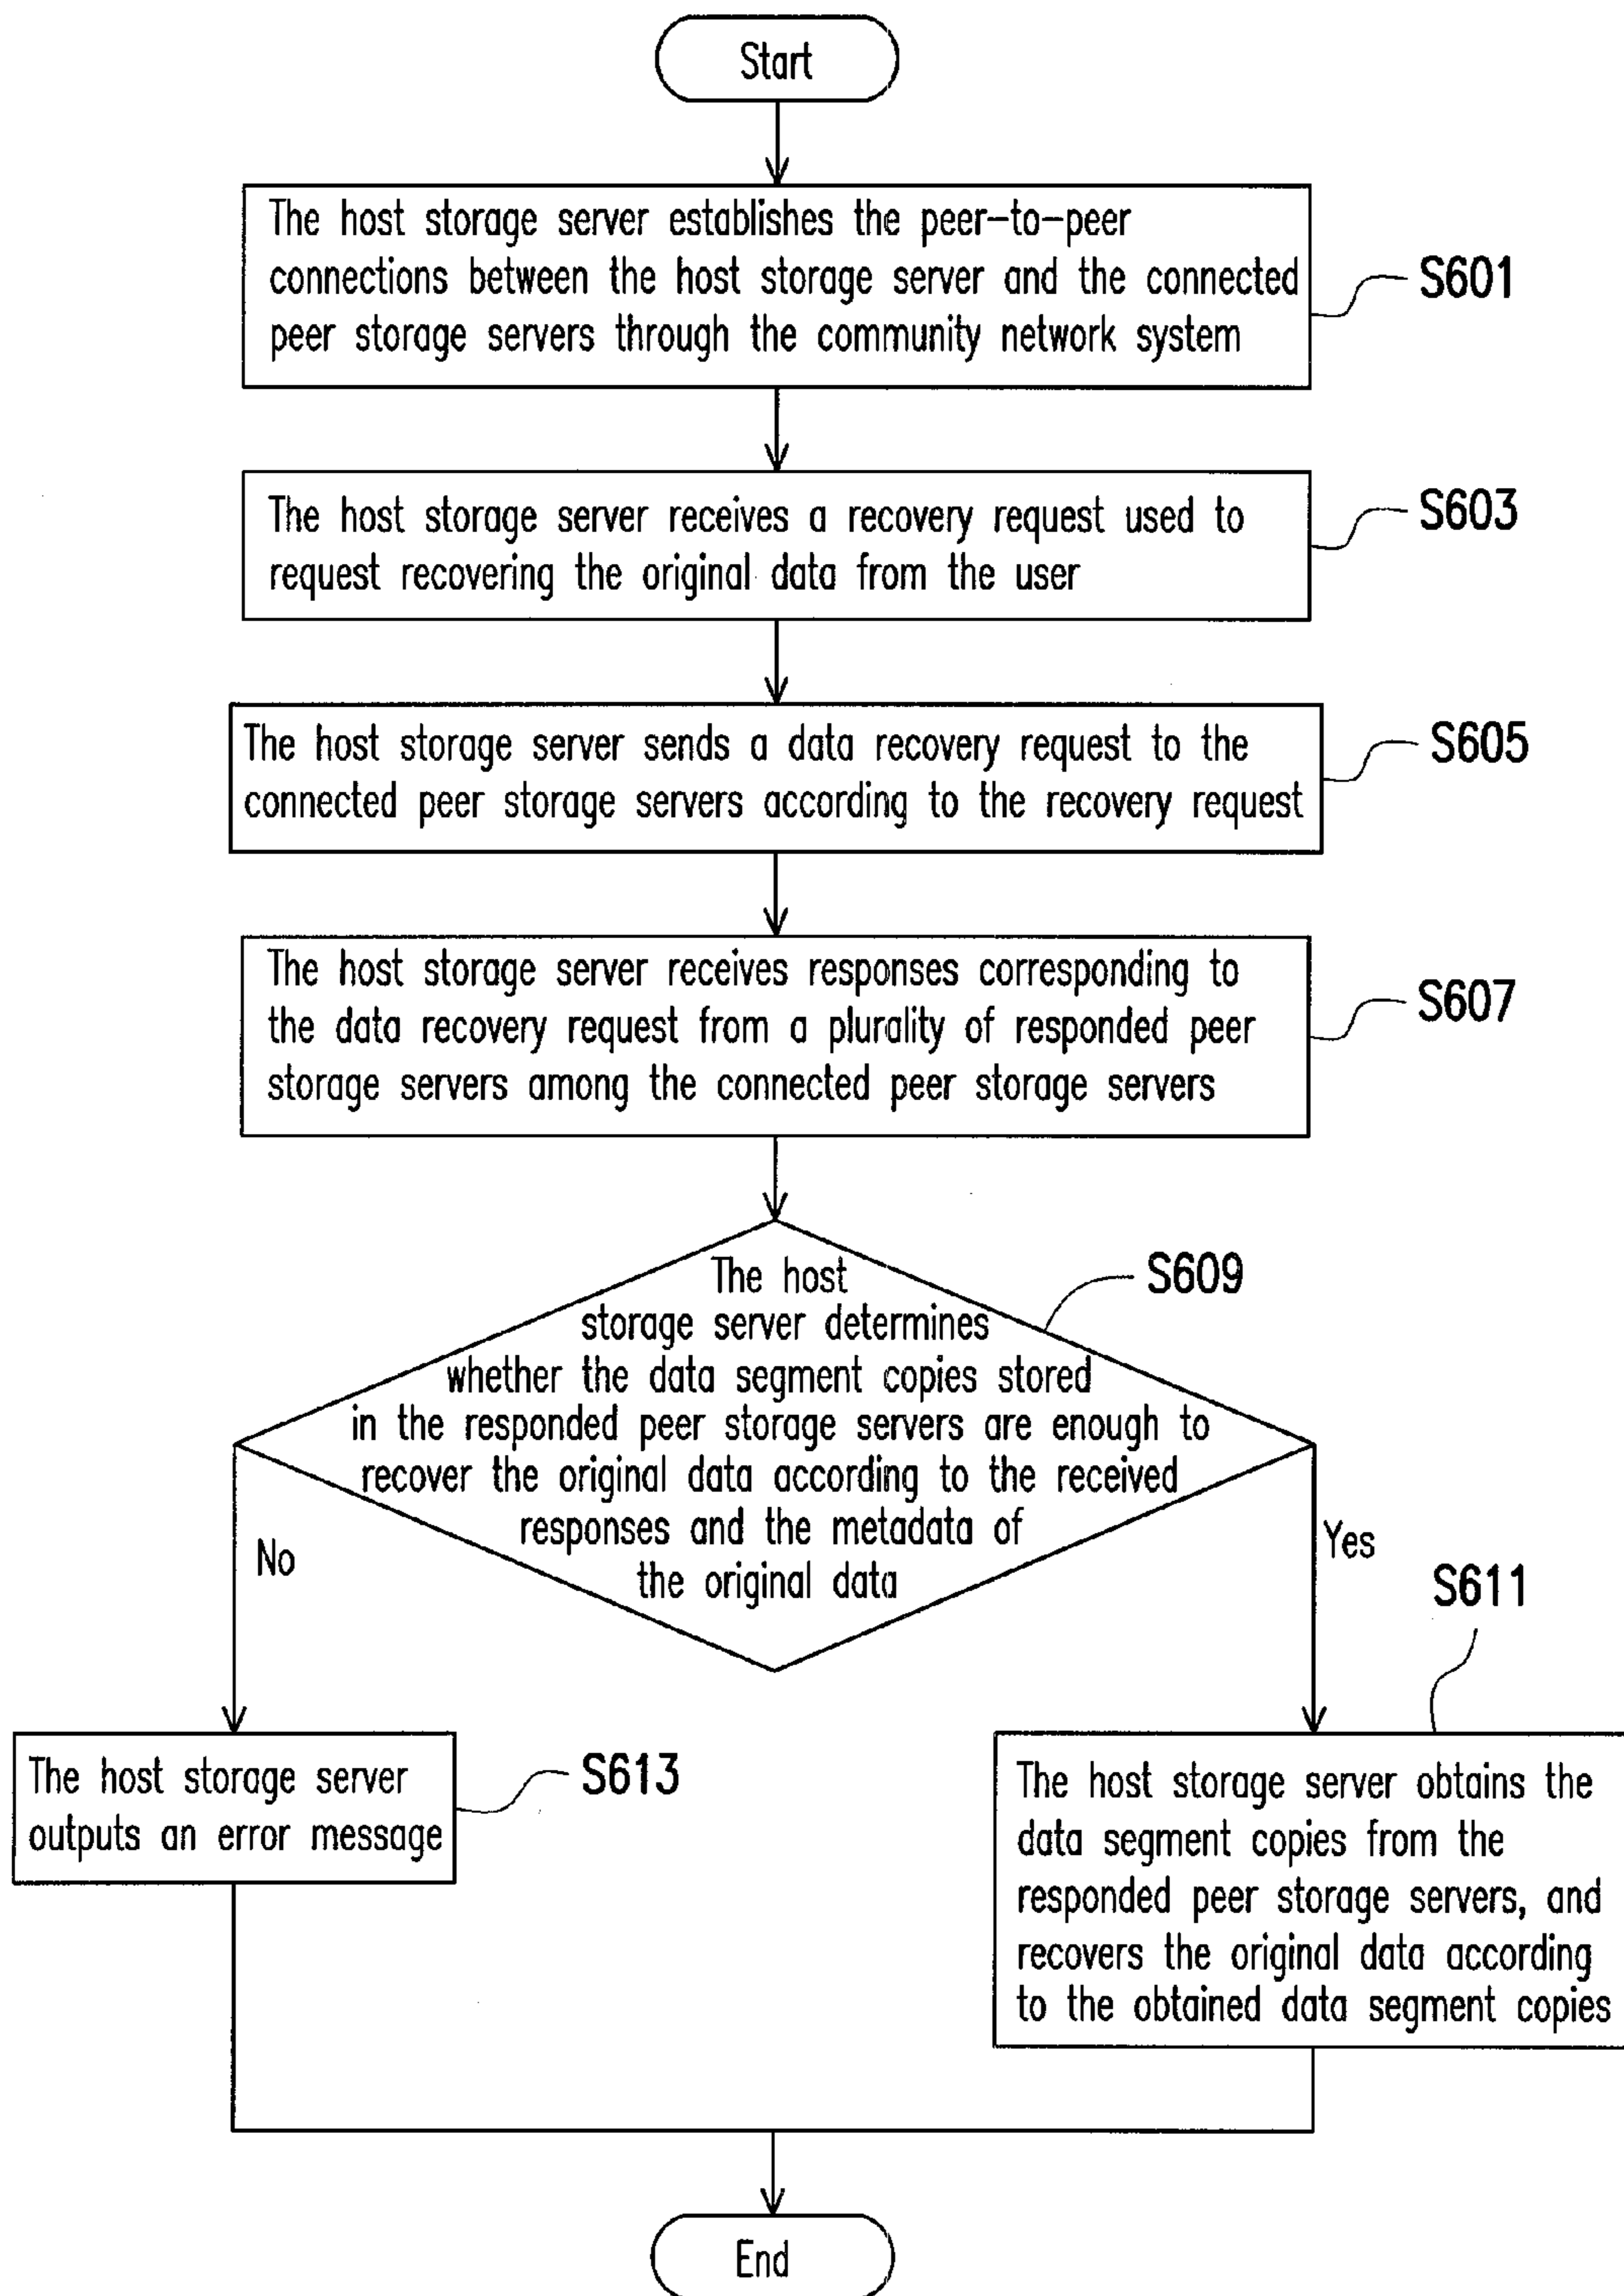 Start
The host storage server establishes the peer-to-peer
connections between the host storage server and the connected
peer storage servers through the community network system
S601
The host storage server receives a recovery request used to
request recovering the original data from the user
S603
The host storage server sends a data recovery request to the
connected peer storage servers according to the recovery request
S605
The host storage server receives responses corresponding to
the data recovery request from a plurality of responded peer
storage servers among the connected peer storage servers
S607
The host
storage server determines
whether the data segment copies stored
in the responded peer storage servers are enough to
recover the original data according to the received
responses and the metadata of
the original data
S609
No
Yes
S611
The host storage server
outputs an error message
S613
The host storage server obtains the
data segment copies from the
responded peer storage servers, and
recovers the original data according
to the obtained data segment copies
End